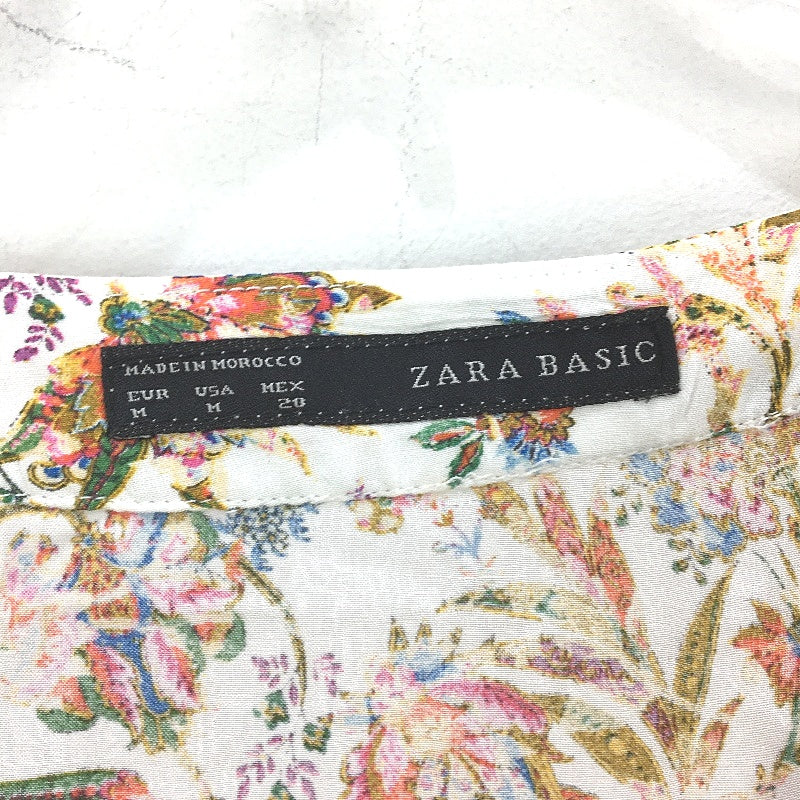 MADE IN MOROCCO
EUR USA MEX
M M 28
ZARA BASIC